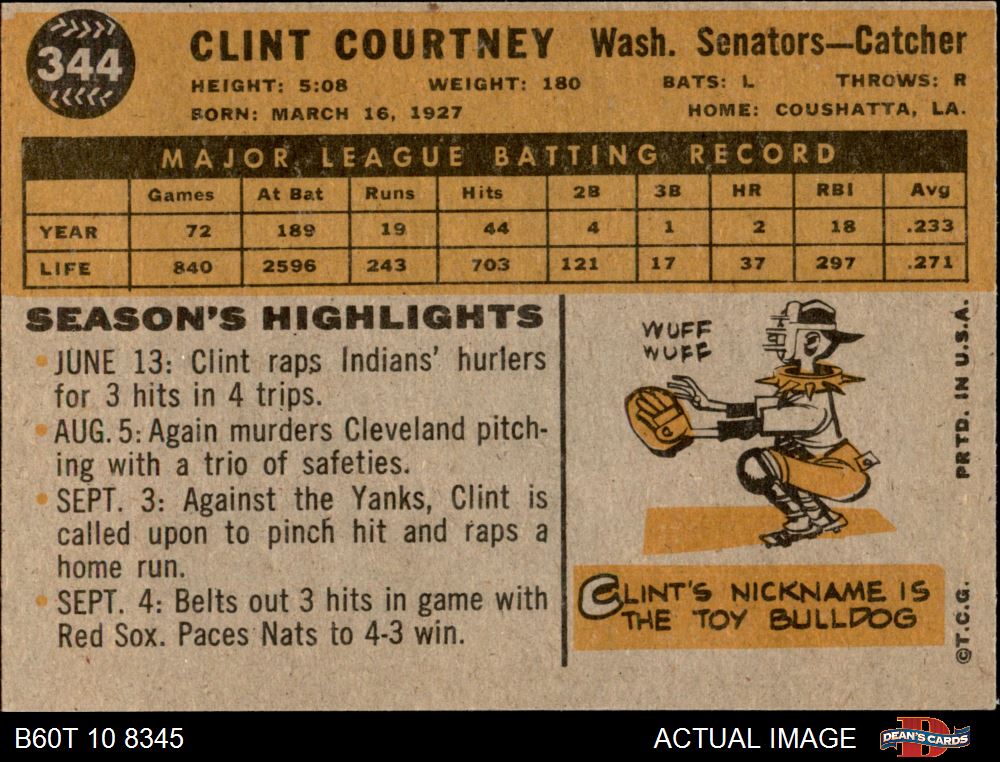 344
CLINT COURTNEY Wash. Senators—Catcher
HEIGHT: 5:08 WEIGHT: 180 BATS: L THROWS: R
BORN: MARCH 16, 1927 HOME: COUSHATTA, LA.
MAJOR LEAGUE BATTING RECORD
Games At Bat Runs Hits 2B 3B HR RBI Avg
YEAR 72 189 19 44 4 1 2 18 .233
LIFE 840 2596 243 703 121 17 37 297 .271
SEASON'S HIGHLIGHTS
• JUNE 13: Clint raps Indians' hurlers
for 3 hits in 4 trips.
• AUG. 5: Again murders Cleveland pitch-
ing with a trio of safeties.
• SEPT. 3: Against the Yanks, Clint is
called upon to pinch hit and raps a
home run.
• SEPT. 4: Belts out 3 hits in game with
Red Sox. Paces Nats to 4-3 win.
WUFF
WUFF
CLINT'S NICKNAME IS
THE TOY BULLDOG
©T.C.G. PRTD. IN U.S.A.
B60T 10 8345 ACTUAL IMAGE D DEAN'S CARDS